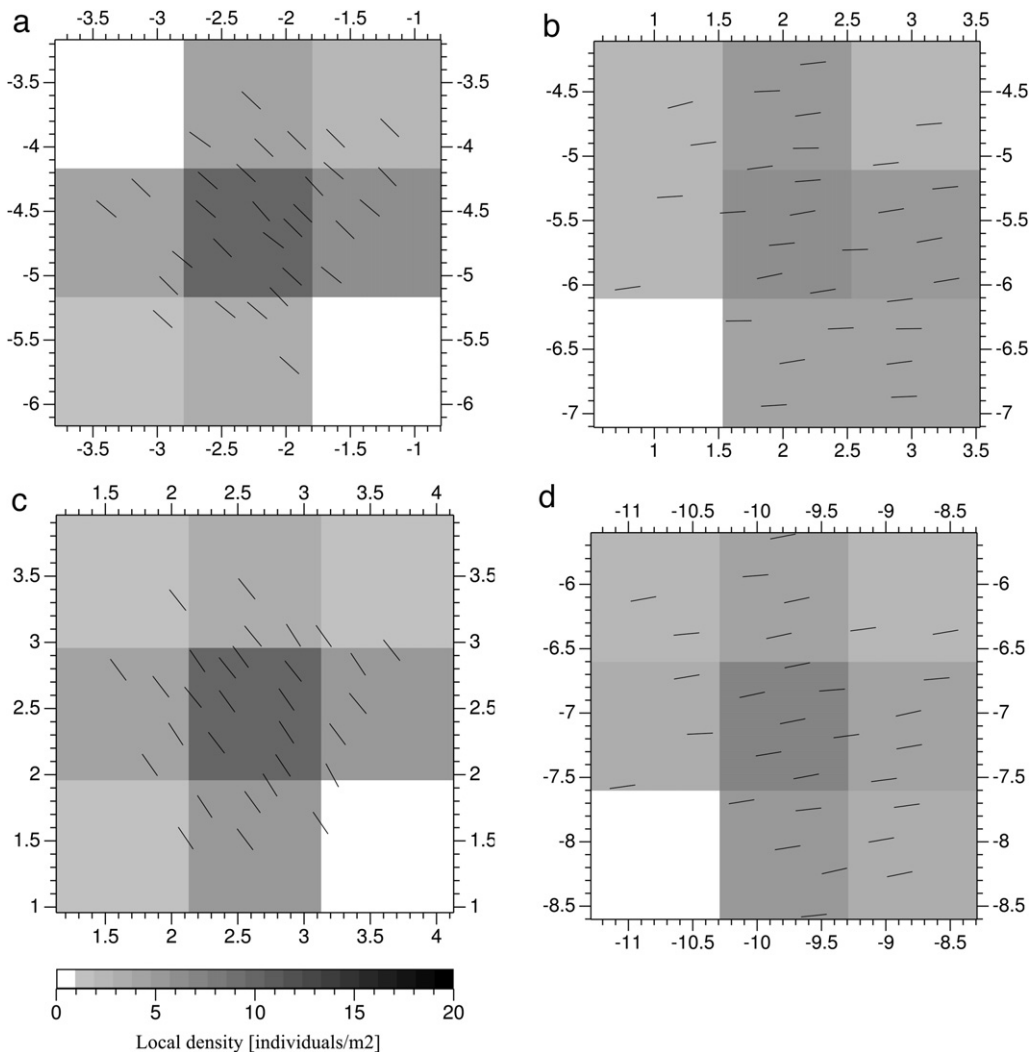 a
-3.5 -3 -2.5 -2 -1.5 -1
-3.5 -3.5
-4 -4
-4.5 -4.5
-5 -5
-5.5 -5.5
-6 -6
-3.5 -3 -2.5 -2 -1.5 -1
b
1 1.5 2 2.5 3 3.5
-4.5 -4.5
-5 -5
-5.5 -5.5
-6 -6
-6.5 -6.5
-7 -7
1 1.5 2 2.5 3 3.5
c
1.5 2 2.5 3 3.5 4
3.5 3.5
3 3
2.5 2.5
2 2
1.5 1.5
1 1
1.5 2 2.5 3 3.5 4
d
-11 -10.5 -10 -9.5 -9 -8.5
-6 -6
-6.5 -6.5
-7 -7
-7.5 -7.5
-8 -8
-8.5 -8.5
-11 -10.5 -10 -9.5 -9 -8.5
0 5 10 15 20
Local density [individuals/m2]